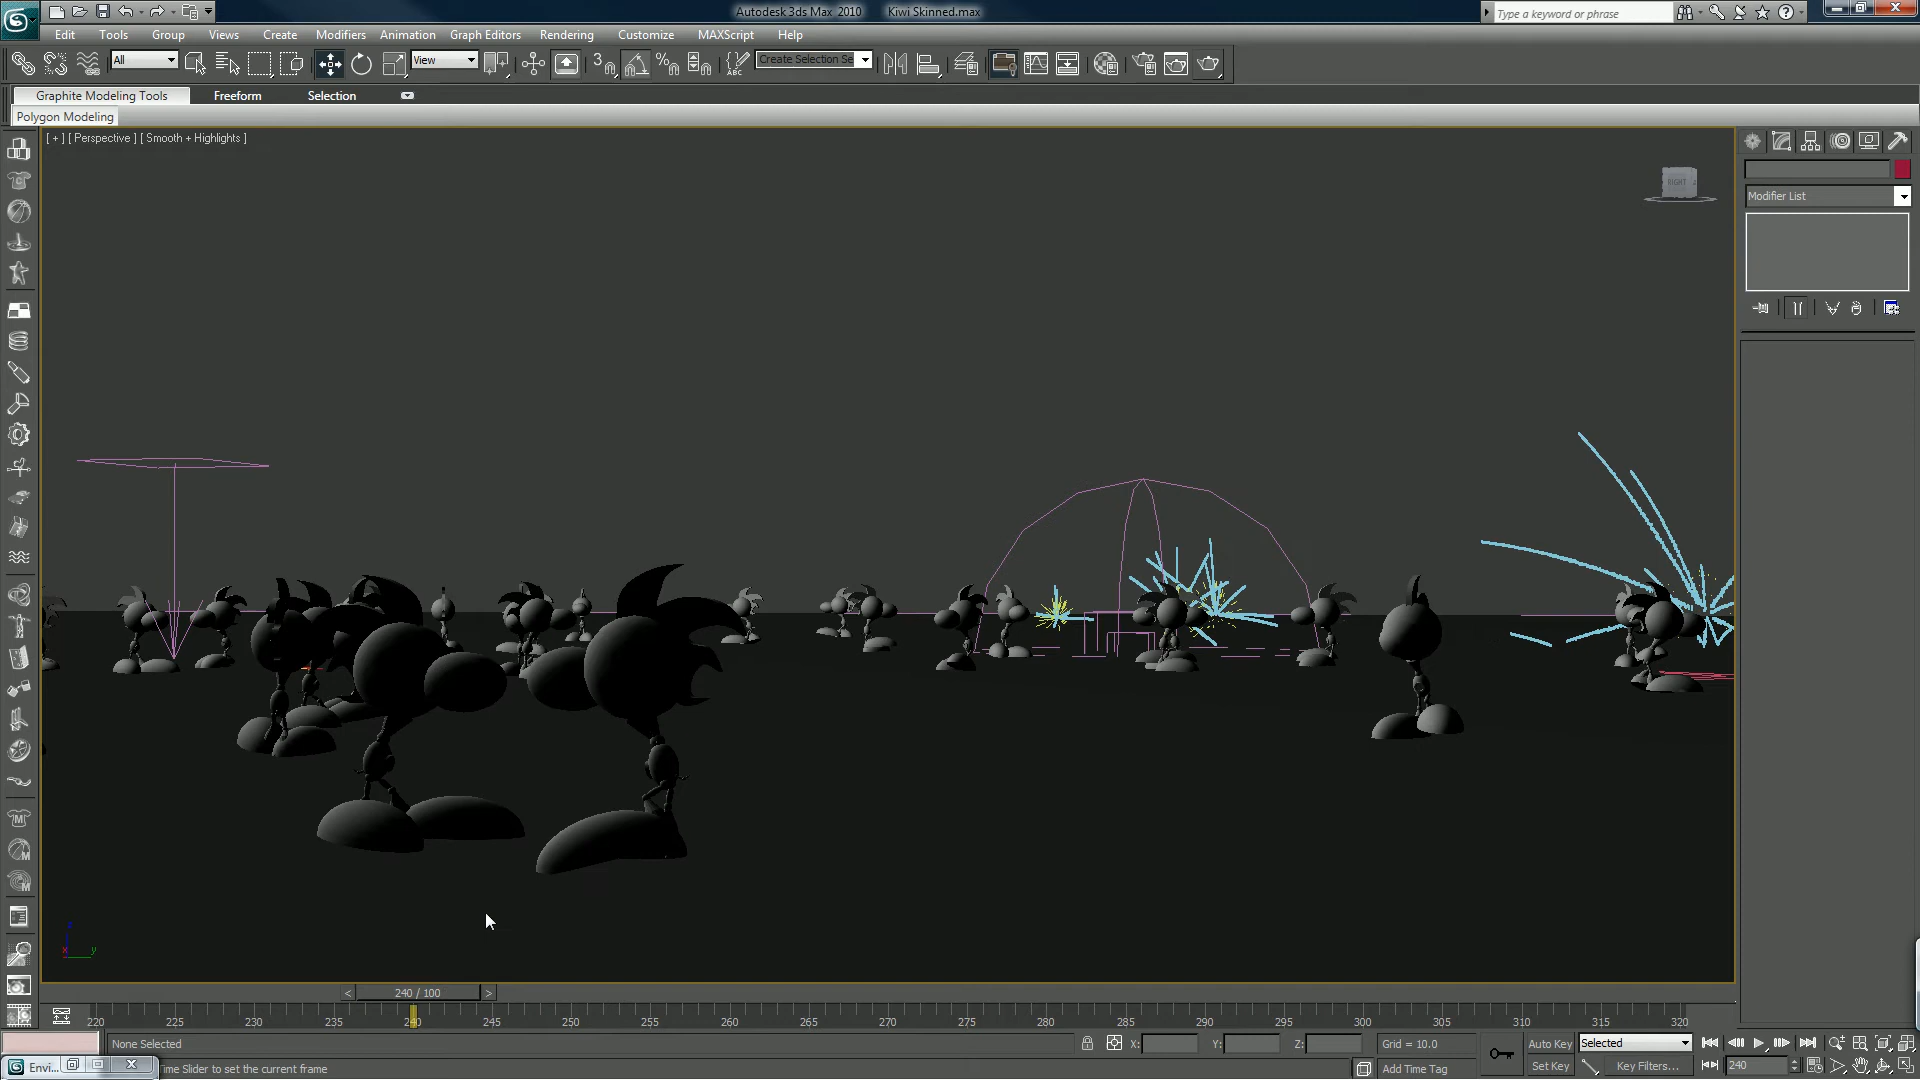 Autodesk 3ds Max 2010 Kiwi Skinned.max
Type a keyword or phrase
Edit Tools Group Views Create Modifiers Animation Graph Editors Rendering Customize MAXScript Help
All View Create Selection Se
Graphite Modeling Tools Freeform Selection
Polygon Modeling
[ + ] [ Perspective ] [ Smooth + Highlights ]
RIGHT
Modifier List
z
x y
< 240 / 100 >
220 225 230 235 240 245 250 255 260 265 270 275 280 285 290 295 300 305 310 315 320
None Selected X: Y: Z: Grid = 10.0 Auto Key Selected
Envi... Time Slider to set the current frame Add Time Tag Set Key Key Filters... 240